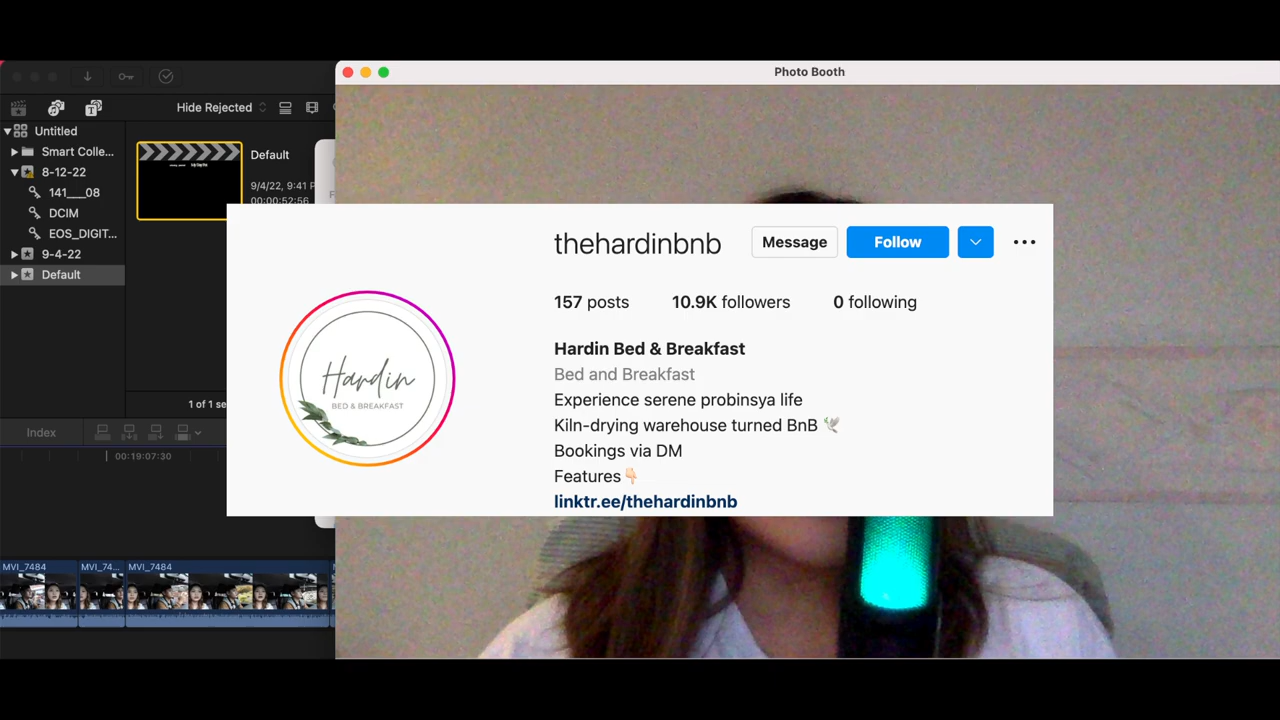 Photo Booth
Hide Rejected
Untitled
Smart Colle...
8-12-22
141___08
DCIM
EOS_DIGIT...
9-4-22
Default
Default
9/4/22, 9:41 P
00:00:52:56
1 of 1 se
Index
00:19:07:30
MVI_7484
MVI_74...
MVI_7484
thehardinbnb
Message
Follow
157 posts
10.9K followers
0 following
Hardin Bed & Breakfast
Bed and Breakfast
Experience serene probinsya life
Kiln-drying warehouse turned BnB 🕊
Bookings via DM
Features👇🏻
linktr.ee/thehardinbnb
Hardin
BED & BREAKFAST